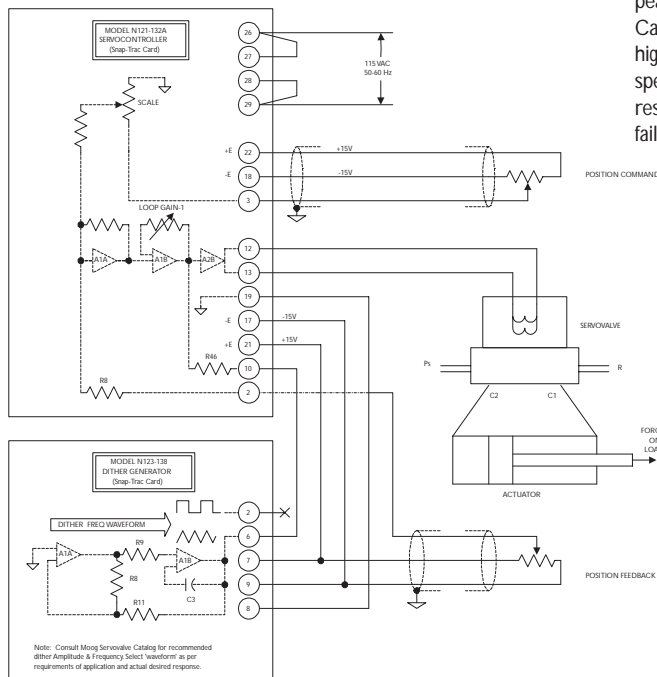 MODEL N121-132A
SERVOCONTROLLER
(Snap-Trac Card)
SCALE
26
27
28
29
115 VAC
50-60 Hz
+E
22
+15V
-E
18
-15V
3
POSITION COMMAND
LOOP GAIN-1
A1A
A1B
A2B
12
13
19
-E
17
-15V
+E
21
+15V
R46
10
R8
2
SERVOVALVE
Ps
R
C2
C1
ACTUATOR
MODEL N123-138
DITHER GENERATOR
(Snap-Trac Card)
DITHER FREQ WAVEFORM
2
6
7
9
8
A1A
R9
A1B
R8
C3
R11
POSITION FEEDBACK
Note: Consult Moog Servovalve Catalog for recommended
dither Amplitude & Frequency. Select 'waveform' as per
requirements of application and actual desired response.